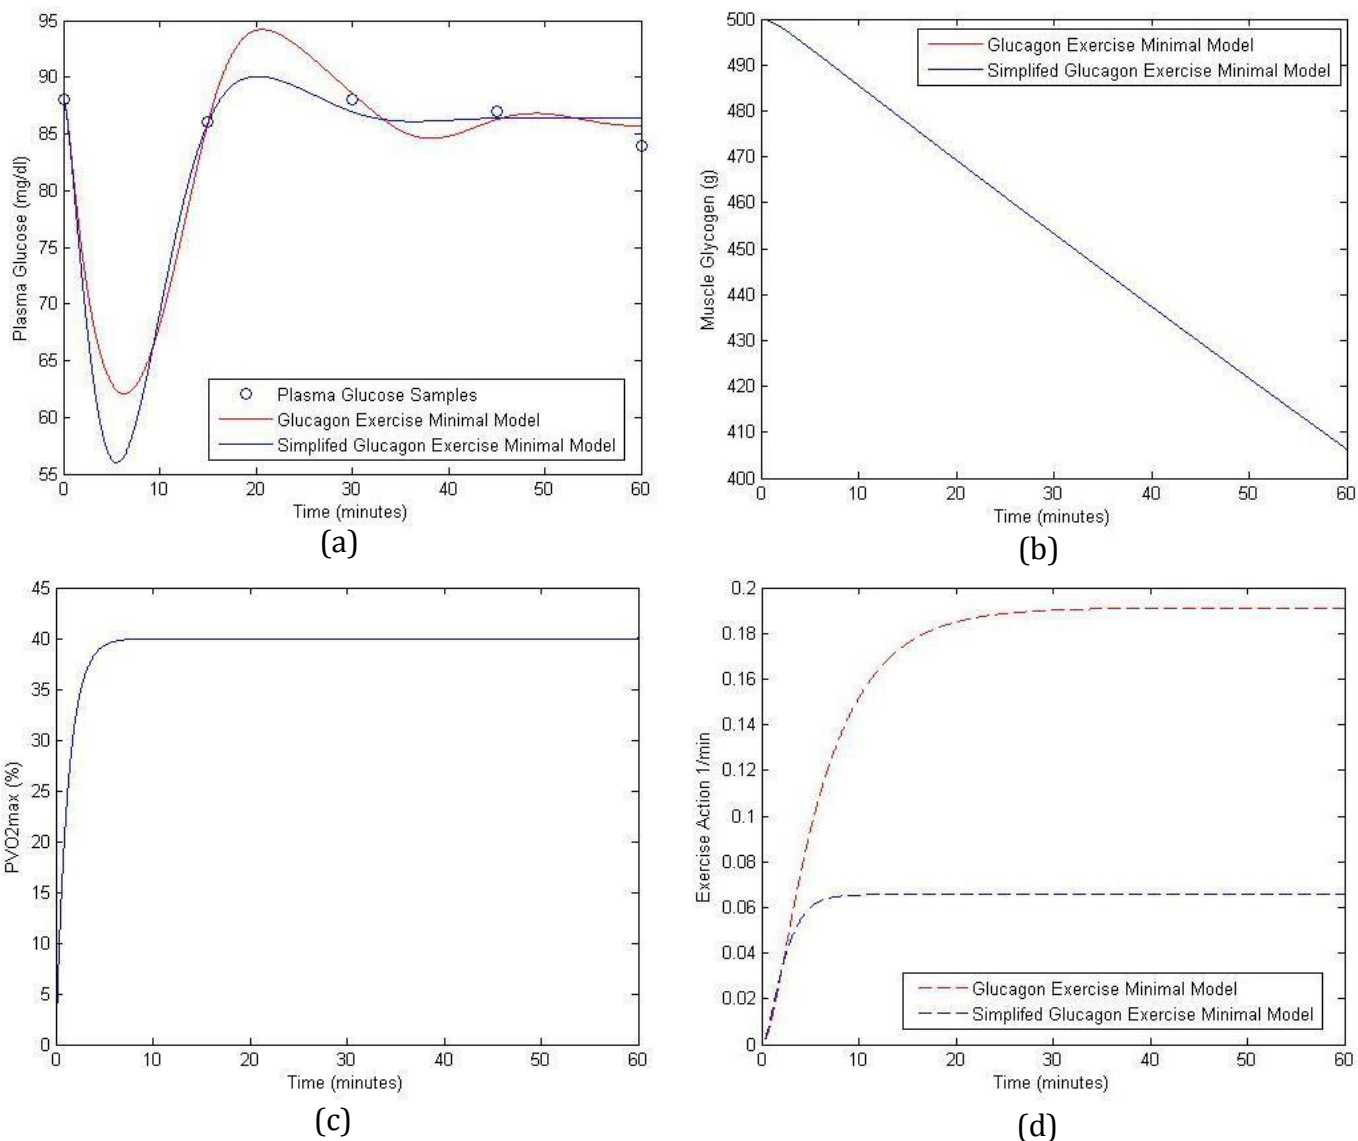 95
90
85
80
75
70
65
60
55
Plasma Glucose (mg/dl)
Plasma Glucose Samples
Glucagon Exercise Minimal Model
Simplifed Glucagon Exercise Minimal Model
0 10 20 30 40 50 60
Time (minutes)
(a)
500
490
480
470
460
450
440
430
420
410
400
Muscle Glycogen (g)
Glucagon Exercise Minimal Model
Simplifed Glucagon Exercise Minimal Model
0 10 20 30 40 50 60
Time (minutes)
(b)
45
40
35
30
25
20
15
10
5
0
PVO2max (%)
0 10 20 30 40 50 60
Time (minutes)
(c)
0.2
0.18
0.16
0.14
0.12
0.1
0.08
0.06
0.04
0.02
0
Exercise Action 1/min
Glucagon Exercise Minimal Model
Simplifed Glucagon Exercise Minimal Model
0 10 20 30 40 50 60
Time (minutes)
(d)